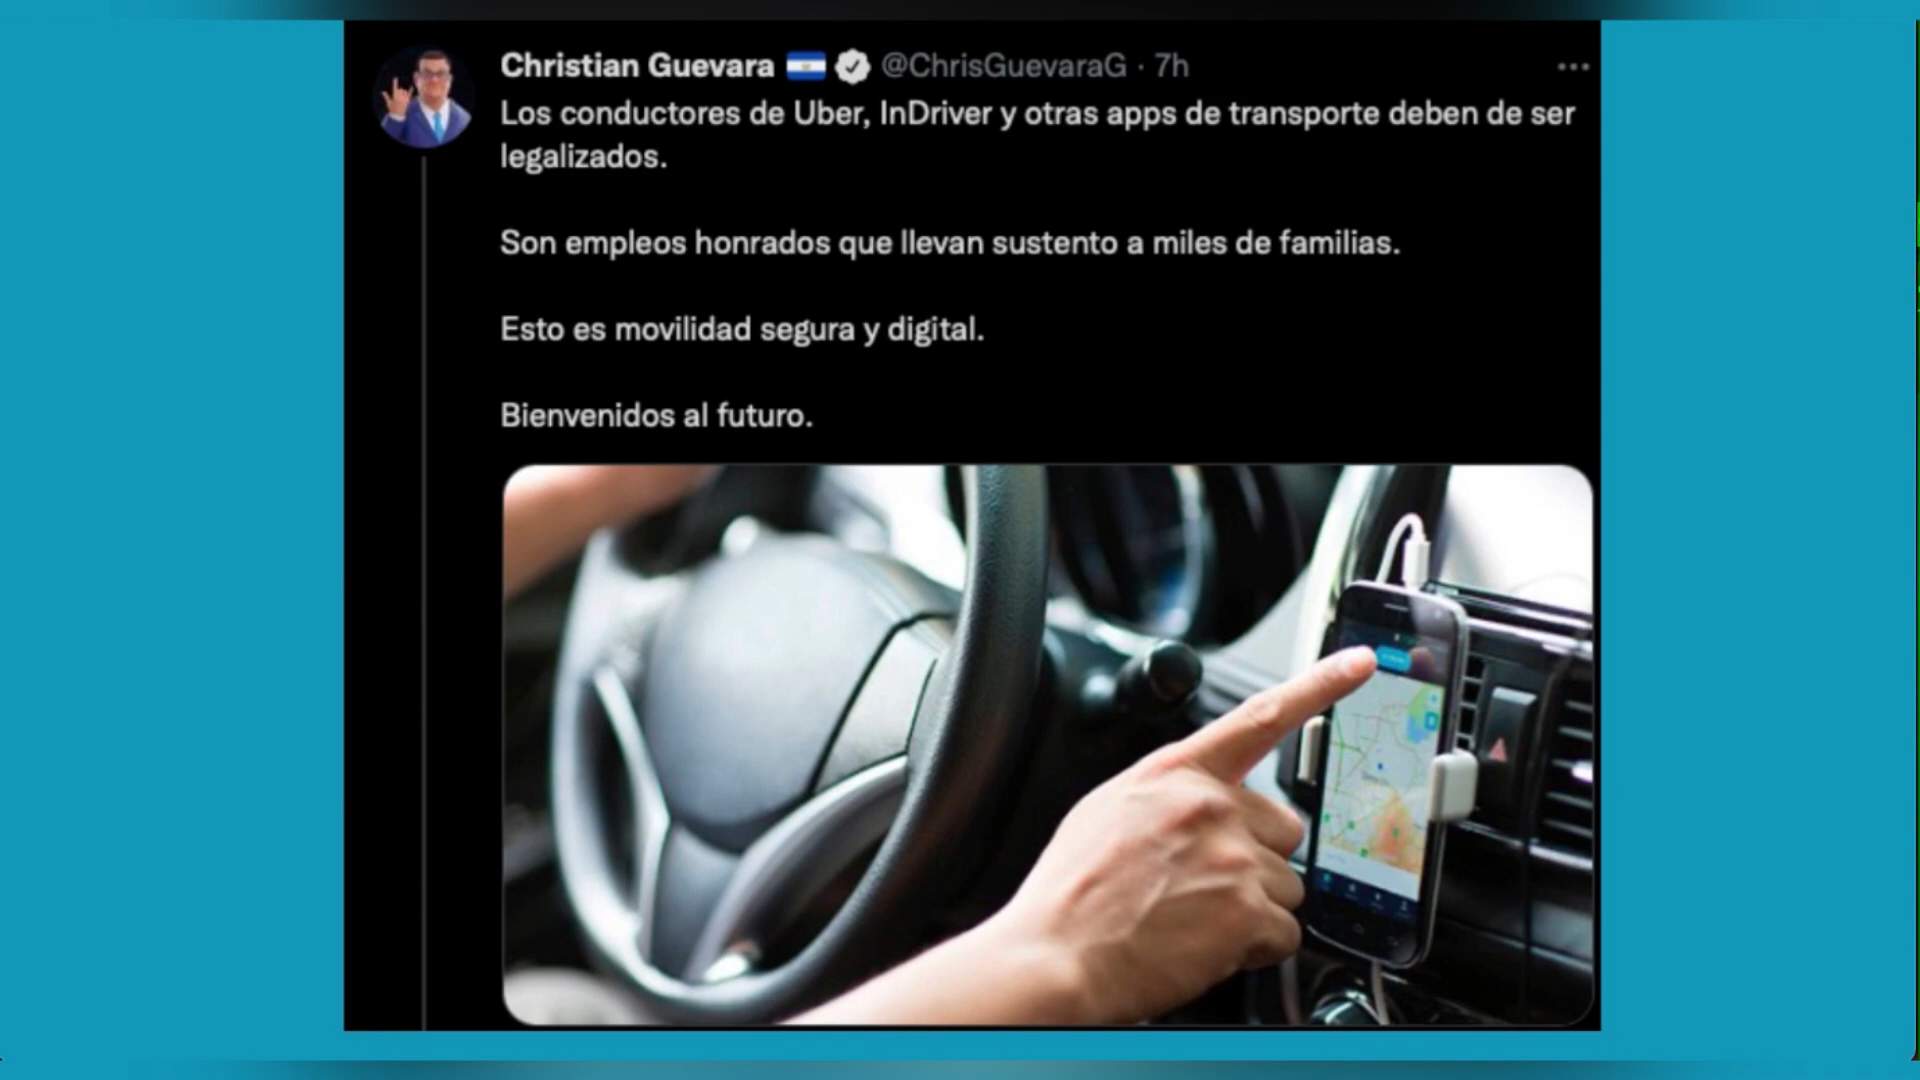 Christian Guevara @ChrisGuevaraG · 7h
Los conductores de Uber, InDriver y otras apps de transporte deben de ser
legalizados.
Son empleos honrados que llevan sustento a miles de familias.
Esto es movilidad segura y digital.
Bienvenidos al futuro.